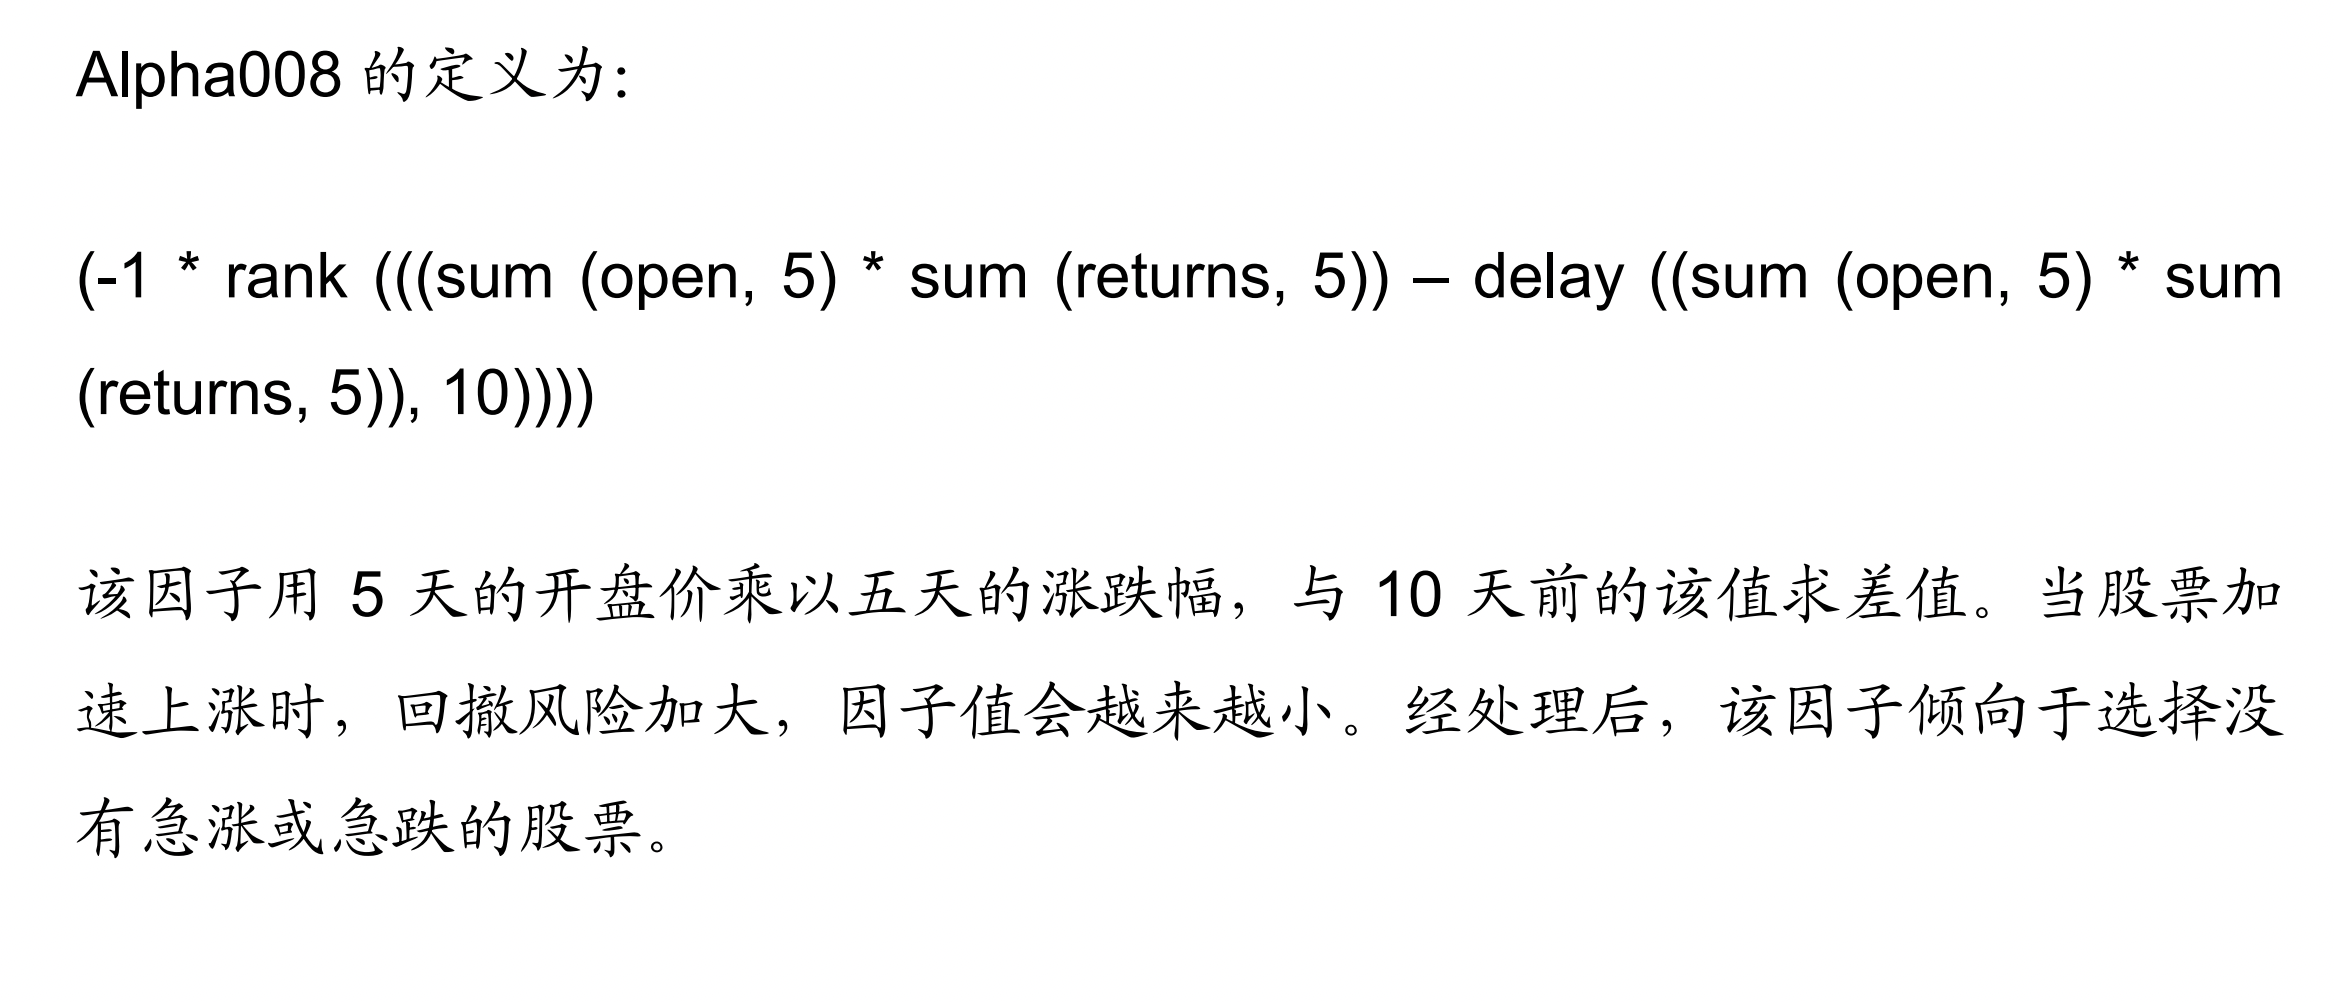 Alpha008 的定义为：
(-1 * rank (((sum (open, 5) * sum (returns, 5)) – delay ((sum (open, 5) * sum
(returns, 5)), 10))))
该因子用 5 天的开盘价乘以五天的涨跌幅，与 10 天前的该值求差值。当股票加
速上涨时，回撤风险加大，因子值会越来越小。经处理后，该因子倾向于选择没
有急涨或急跌的股票。